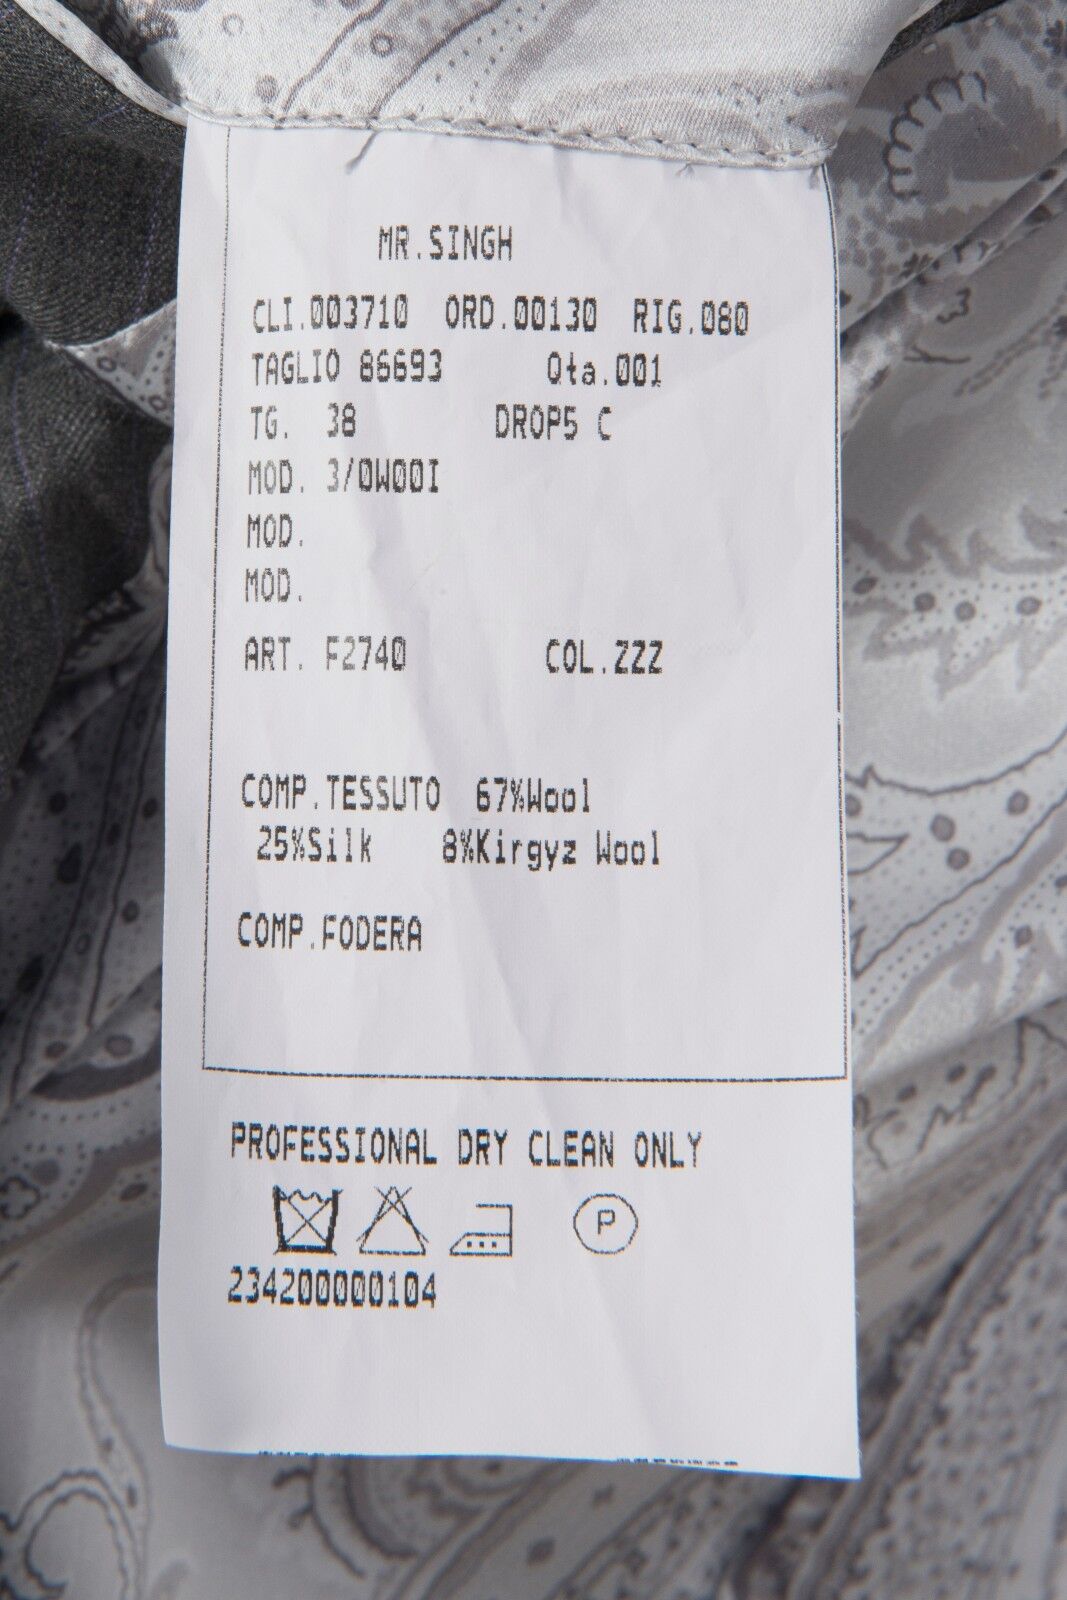 MR.SINGH
CLI.003710 ORD.00130 RIG.080
TAGLIO 86693 Qta.001
TG. 38 DROP5 C
MOD. 3/0W00I
MOD.
MOD.
ART. F2740 COL.ZZZ
COMP.TESSUTO 67%Wool
25%Silk 8%Kirgyz Wool
COMP.FODERA
PROFESSIONAL DRY CLEAN ONLY
P
234200000104